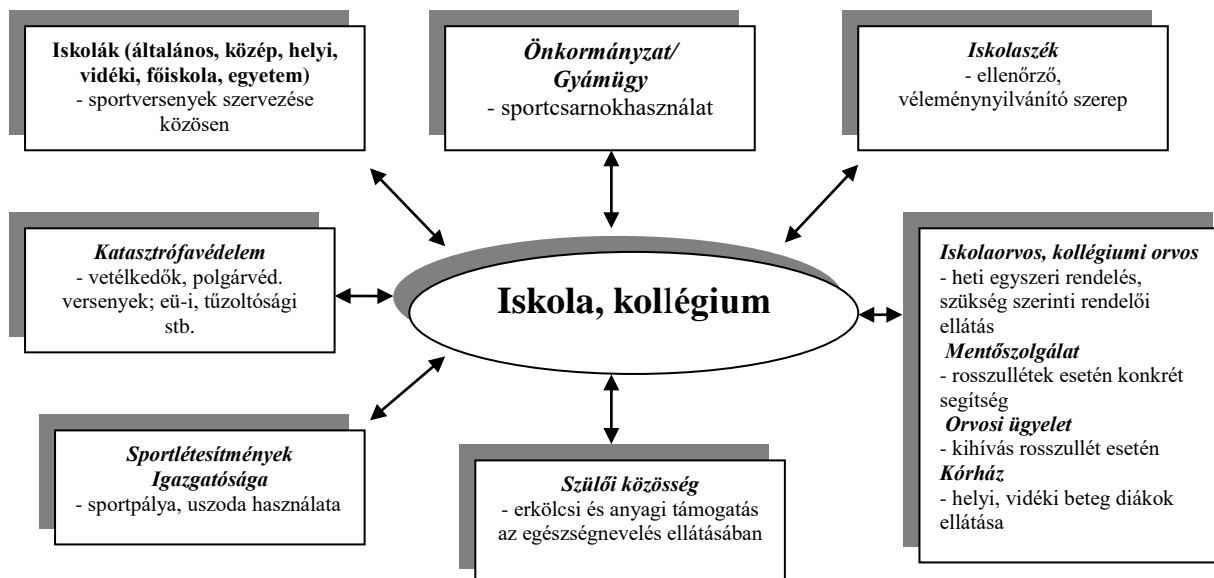 Iskolák (általános, közép, helyi,
vidéki, főiskola, egyetem)
- sportversenyek szervezése
közösen
Önkormányzat/
Gyámügy
- sportcsarnokhasználat
Iskolaszék
- ellenőrző,
véleménynyilvánító szerep
Katasztrófavédelem
- vetélkedők, polgárvéd.
versenyek; eü-i, tűzoltósági
stb.
Iskola, kollégium
Iskolaorvos, kollégiumi orvos
- heti egyszeri rendelés,
szükség szerinti rendelői
ellátás
Mentőszolgálat
- rosszullétek esetén konkrét
segítség
Orvosi ügyelet
- kihívás rosszullét esetén
Kórház
- helyi, vidéki beteg diákok
ellátása
Sportlétesítmények
Igazgatósága
- sportpálya, uszoda használata
Szülői közösség
- erkölcsi és anyagi támogatás
az egészségnevelés ellátásában